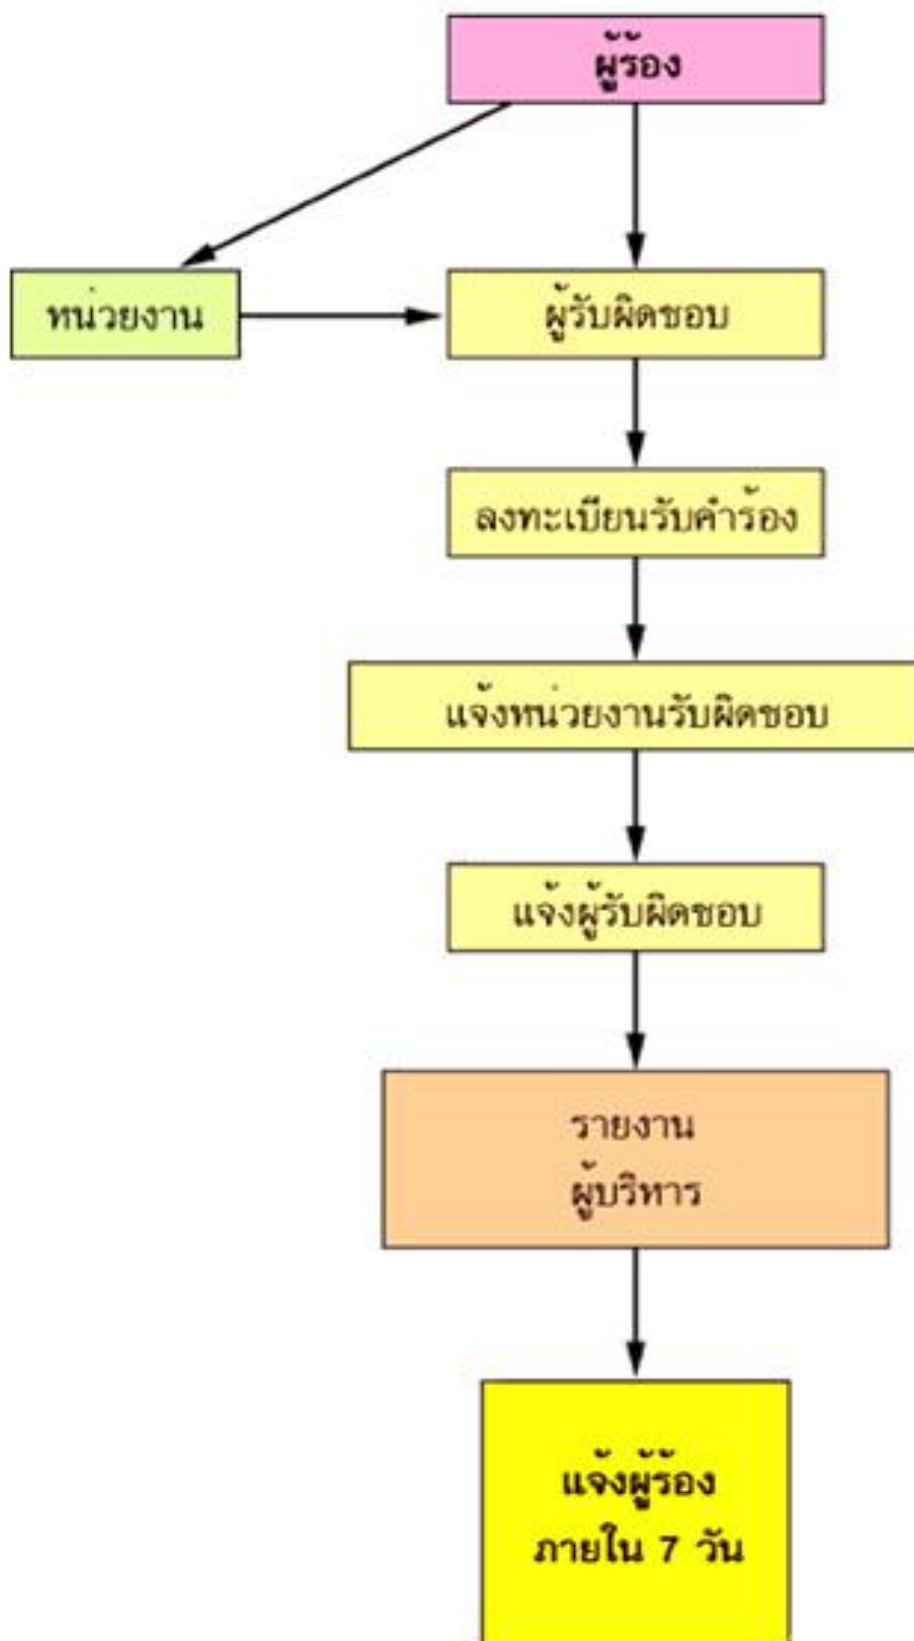 ผู้ร้อง
หน่วยงาน
ผู้รับผิดชอบ
ลงทะเบียนรับคำร้อง
แจ้งหน่วยงานรับผิดชอบ
แจ้งผู้รับผิดชอบ
รายงาน
ผู้บริหาร
แจ้งผู้ร้อง
ภายใน 7 วัน